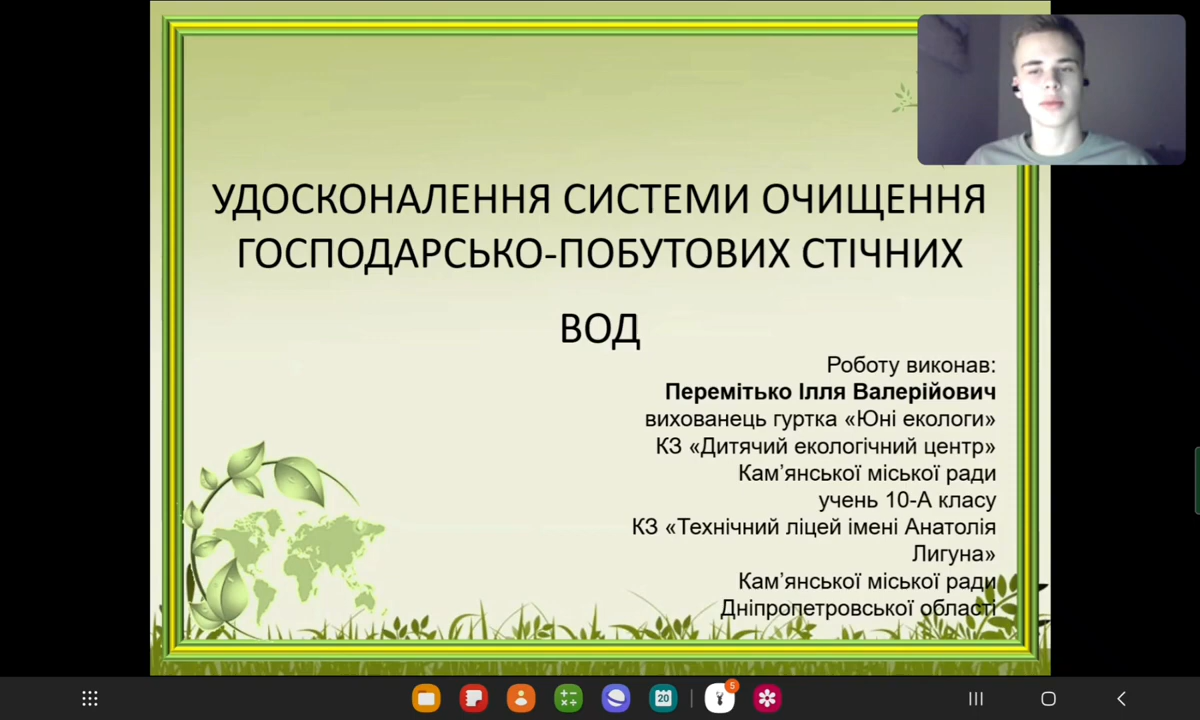 УДОСКОНАЛЕННЯ СИСТЕМИ ОЧИЩЕННЯ
ГОСПОДАРСЬКО-ПОБУТОВИХ СТІЧНИХ
ВОД
Роботу виконав:
Перемітько Ілля Валерійович
вихованець гуртка «Юні екологи»
КЗ «Дитячий екологічний центр»
Кам’янської міської ради
учень 10-А класу
КЗ «Технічний ліцей імені Анатолія
Лигуна»
Кам’янської міської ради
Дніпропетровської області
20
5